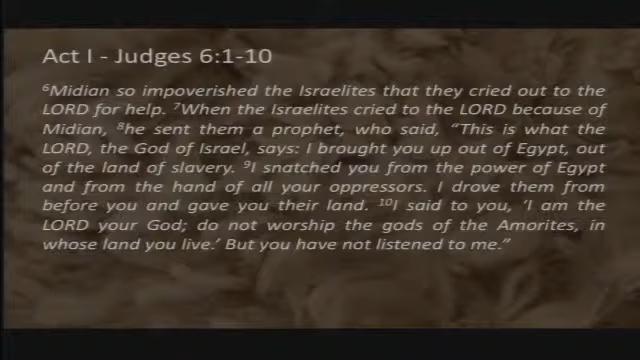 Act I - Judges 6:1-10
⁶Midian so impoverished the Israelites that they cried out to the
LORD for help. ⁷When the Israelites cried to the LORD because of
Midian, ⁸he sent them a prophet, who said, “This is what the
LORD, the God of Israel, says: I brought you up out of Egypt, out
of the land of slavery. ⁹I snatched you from the power of Egypt
and from the hand of all your oppressors. I drove them from
before you and gave you their land. ¹⁰I said to you, ‘I am the
LORD your God; do not worship the gods of the Amorites, in
whose land you live.’ But you have not listened to me.”